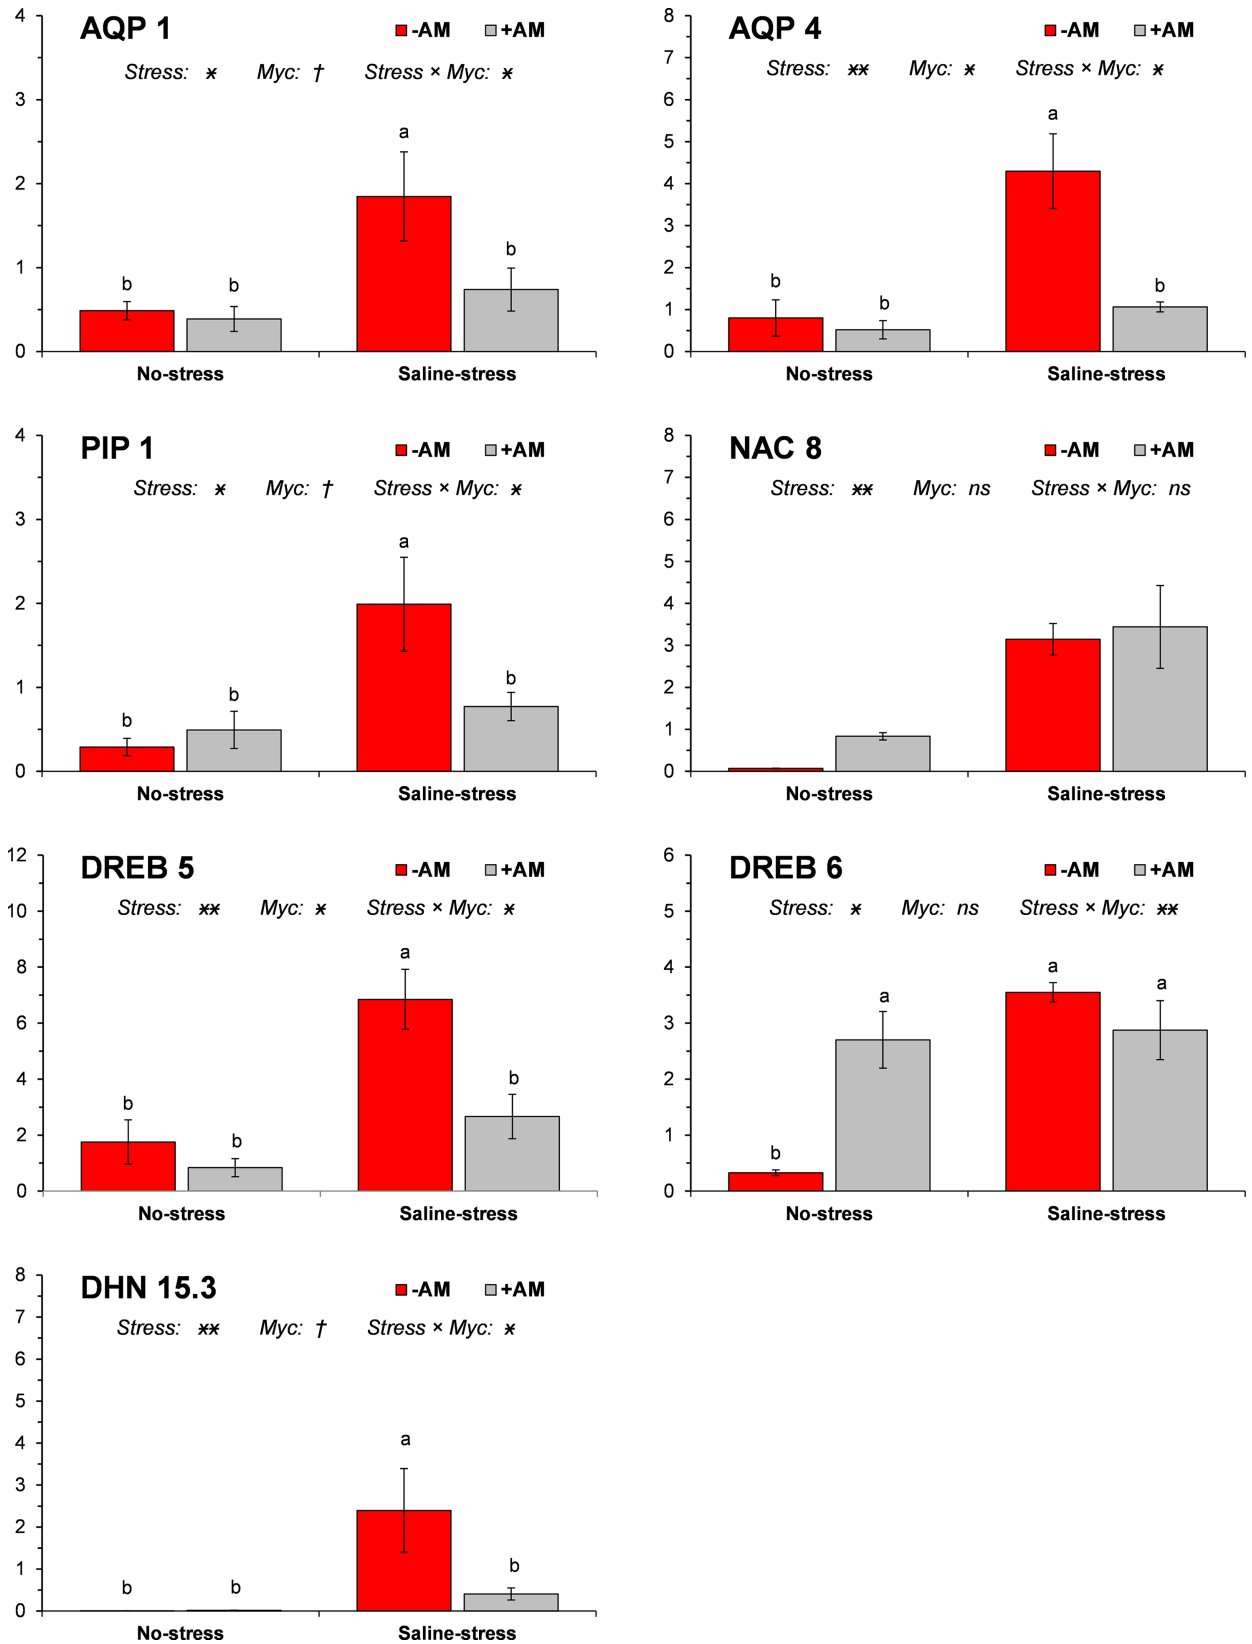 AQP 1 -AM +AM
Stress: * Myc: † Stress × Myc: *
4
3
2
1
0
a
b b b
No-stress Saline-stress
AQP 4 -AM +AM
Stress: ** Myc: * Stress × Myc: *
8
7
6
5
4
3
2
1
0
a
b b b
No-stress Saline-stress
PIP 1 -AM +AM
Stress: * Myc: † Stress × Myc: *
4
3
2
1
0
a
b b b
No-stress Saline-stress
NAC 8 -AM +AM
Stress: ** Myc: ns Stress × Myc: ns
8
7
6
5
4
3
2
1
0
No-stress Saline-stress
DREB 5 -AM +AM
Stress: ** Myc: * Stress × Myc: *
12
10
8
6
4
2
0
a
b b b
No-stress Saline-stress
DREB 6 -AM +AM
Stress: * Myc: ns Stress × Myc: **
6
5
4
3
2
1
0
b a a a
No-stress Saline-stress
DHN 15.3 -AM +AM
Stress: ** Myc: † Stress × Myc: *
8
7
6
5
4
3
2
1
0
a
b b b
No-stress Saline-stress